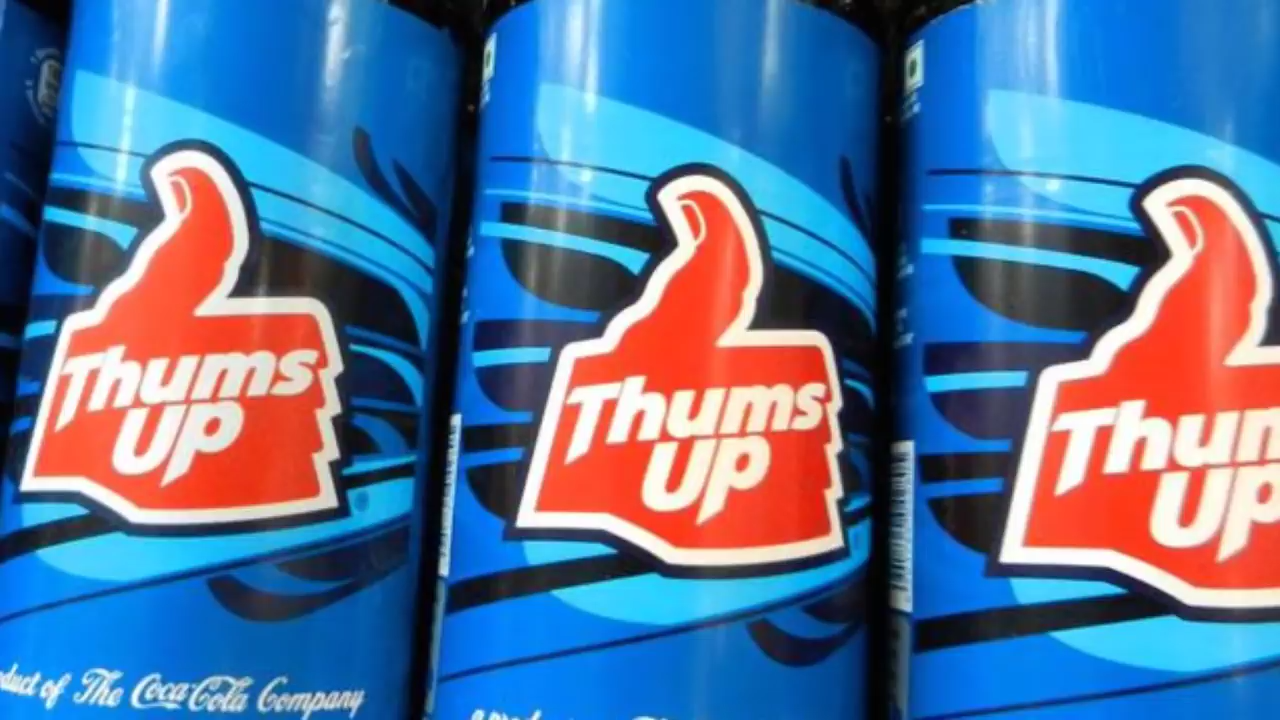 Thums
Up
duct of The Coca-Cola Company
Thums
Up
Thum
Up